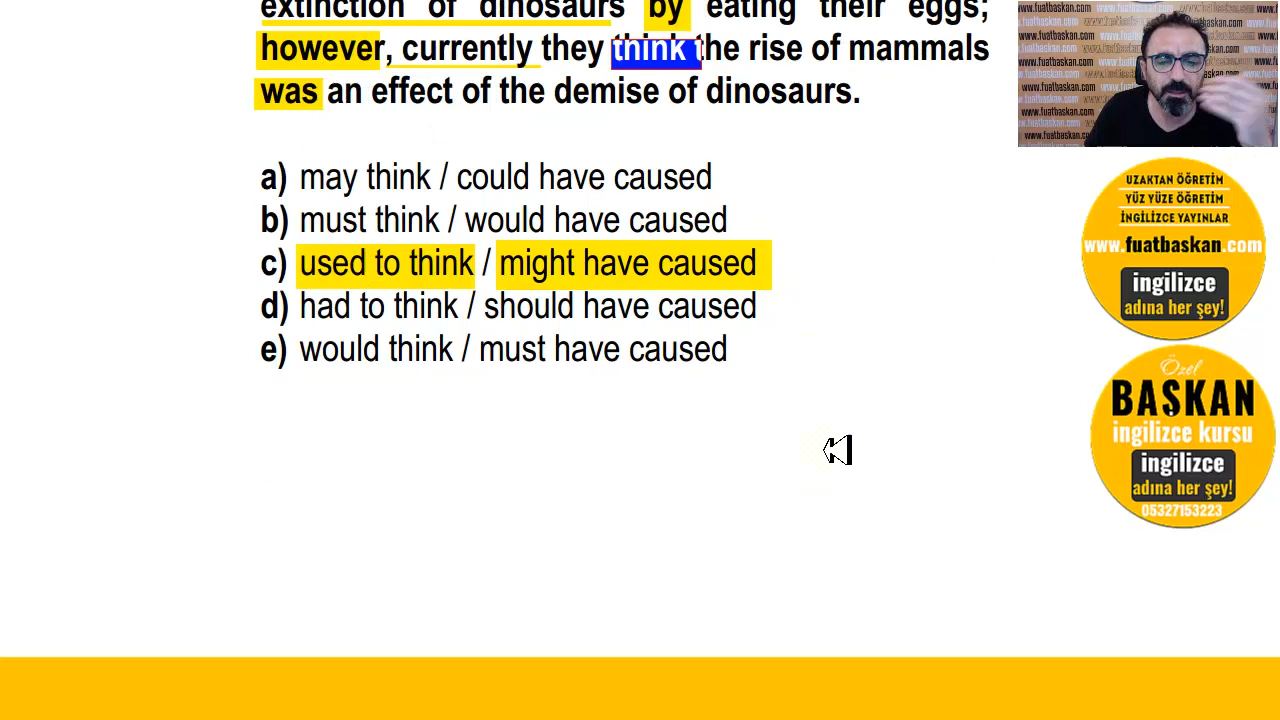 extinction of dinosaurs by eating their eggs;
however, currently they think the rise of mammals
was an effect of the demise of dinosaurs.
a) may think / could have caused
b) must think / would have caused
c) used to think / might have caused
d) had to think / should have caused
e) would think / must have caused
www.fuatbaskan.com
UZAKTAN ÖĞRETİM
YÜZ YÜZE ÖĞRETİM
İNGİLİZCE YAYINLAR
www.fuatbaskan.com
ingilizce
adına her şey!
Özel
BAŞKAN
ingilizce kursu
ingilizce
adına her şey!
05327153223